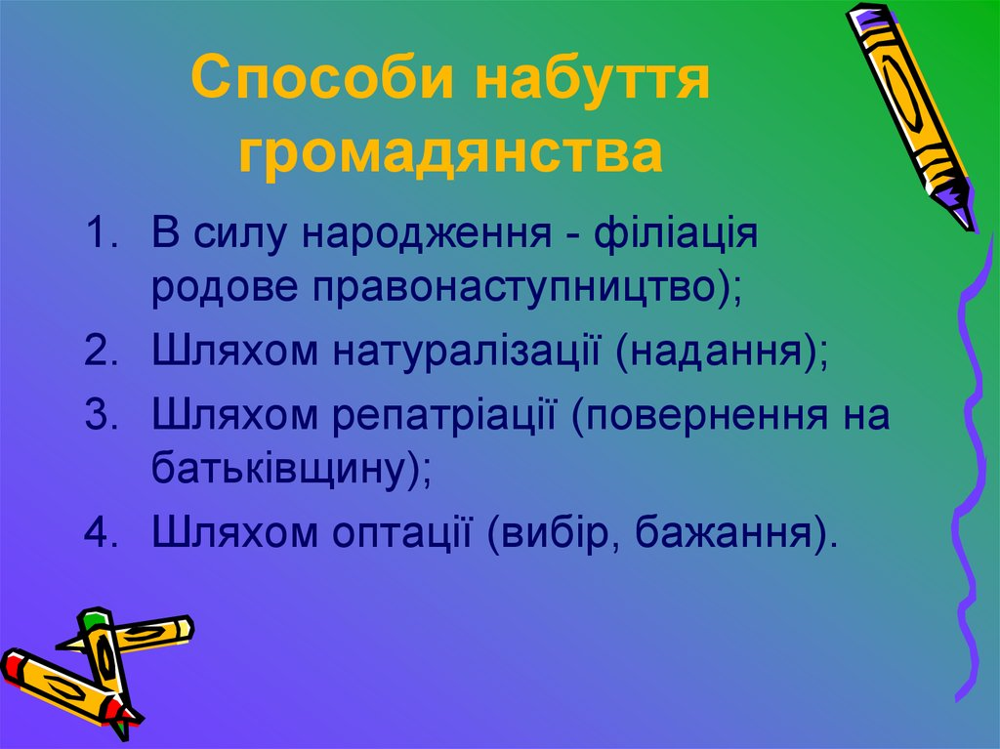 Способи набуття
громадянства
1. В силу народження - філіація
родове правонаступництво);
2. Шляхом натуралізації (надання);
3. Шляхом репатріації (повернення на
батьківщину);
4. Шляхом оптації (вибір, бажання).